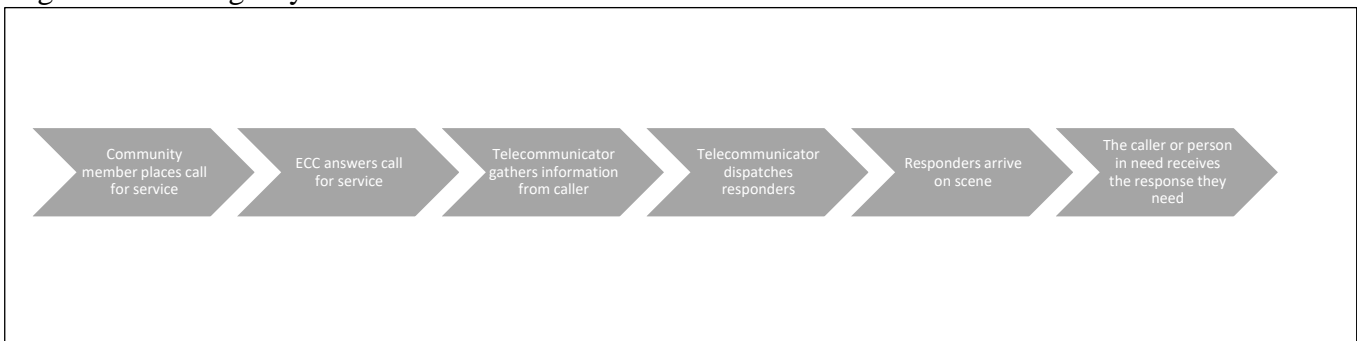 Community
member places call
for service
ECC answers call
for service
Telecommunicator
gathers information
from caller
Telecommunicator
dispatches
responders
Responders arrive
on scene
The caller or person
in need receives
the response they
need